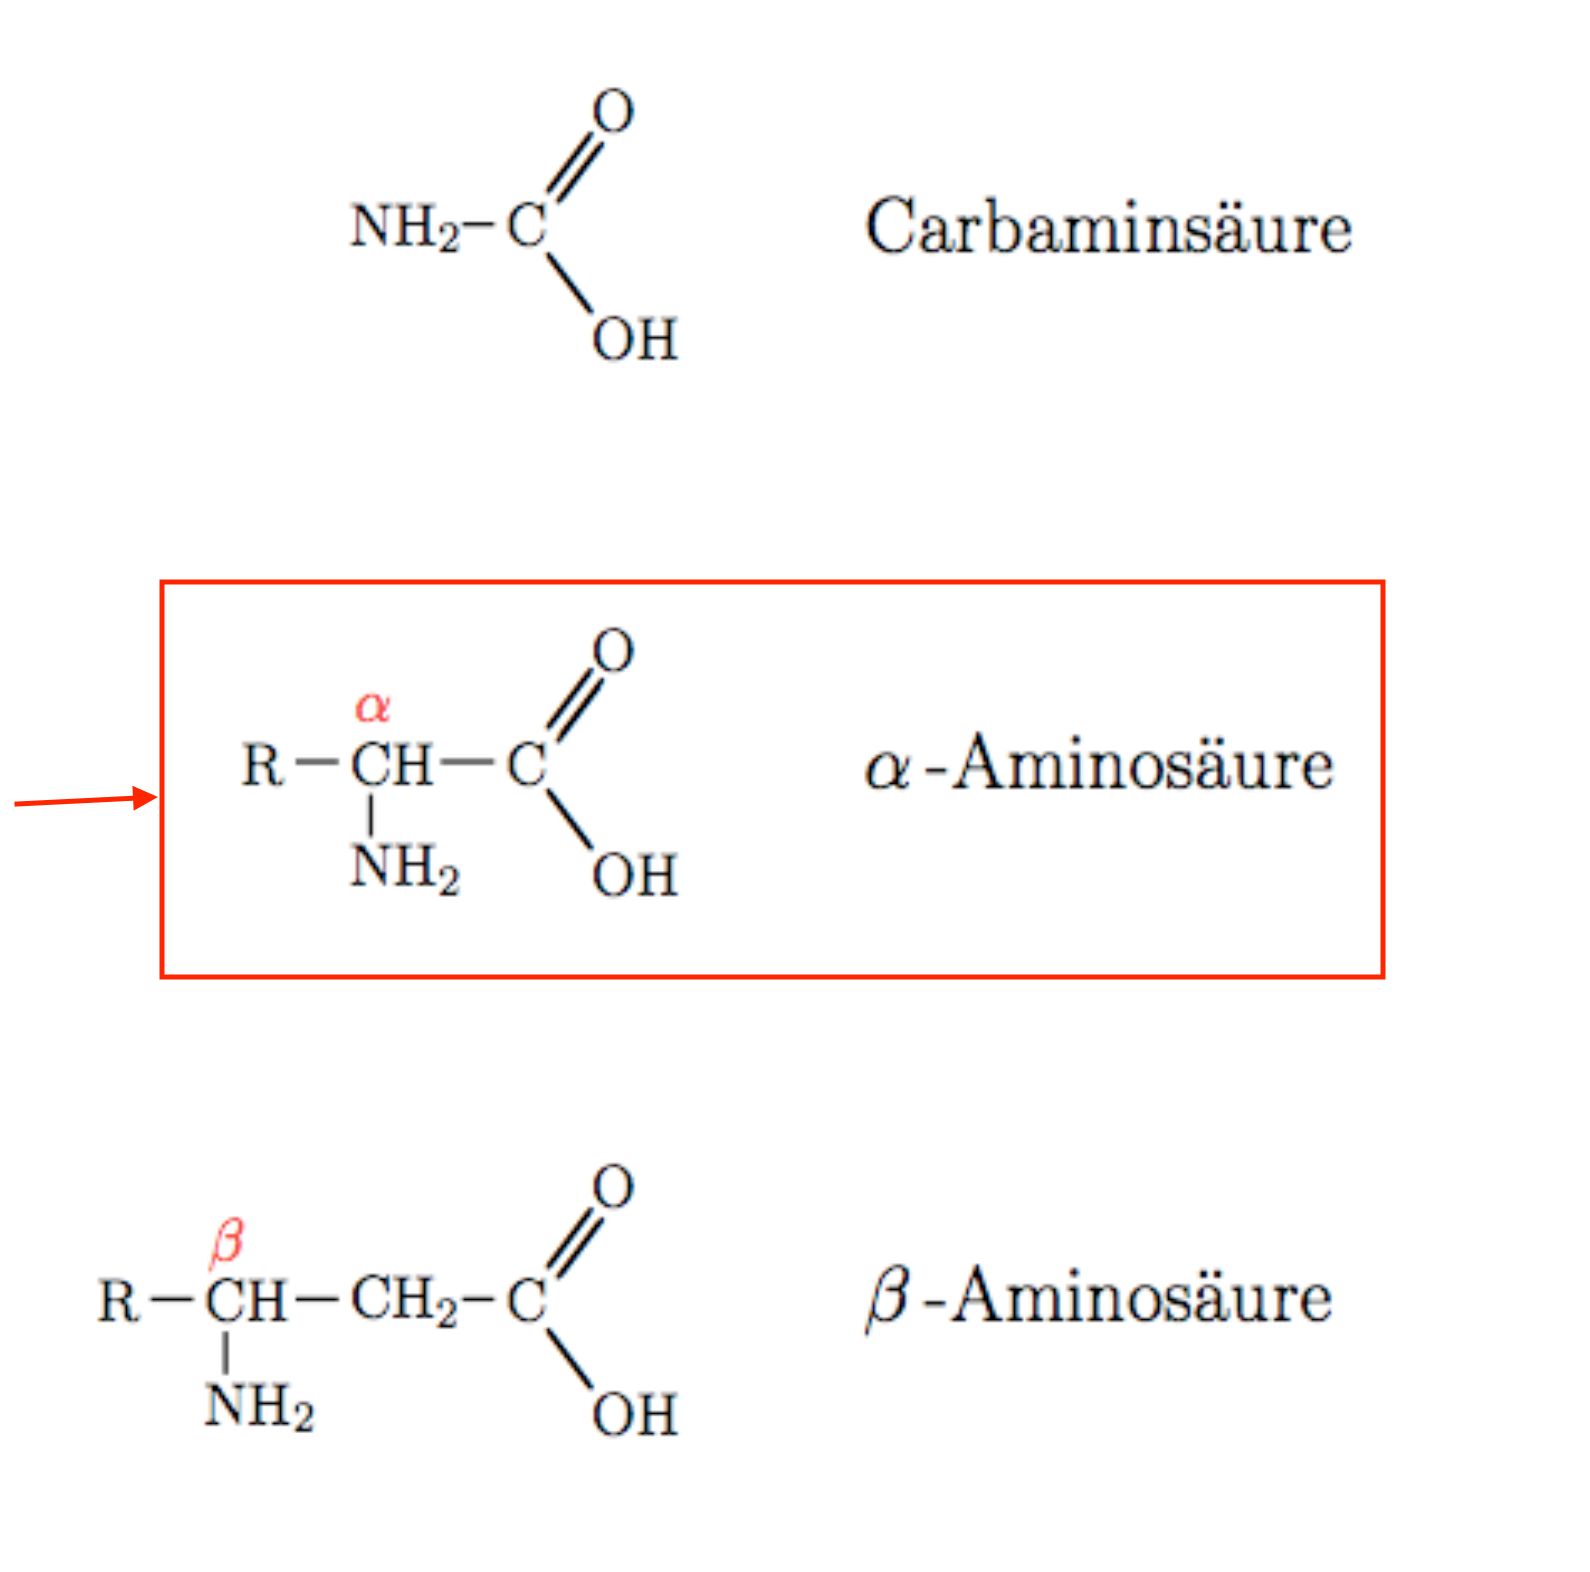 O
NH₂ C Carbaminsäure
OH
O
α
R CH C α-Aminosäure
NH₂ OH
O
β
R CH CH₂ C β-Aminosäure
NH₂ OH